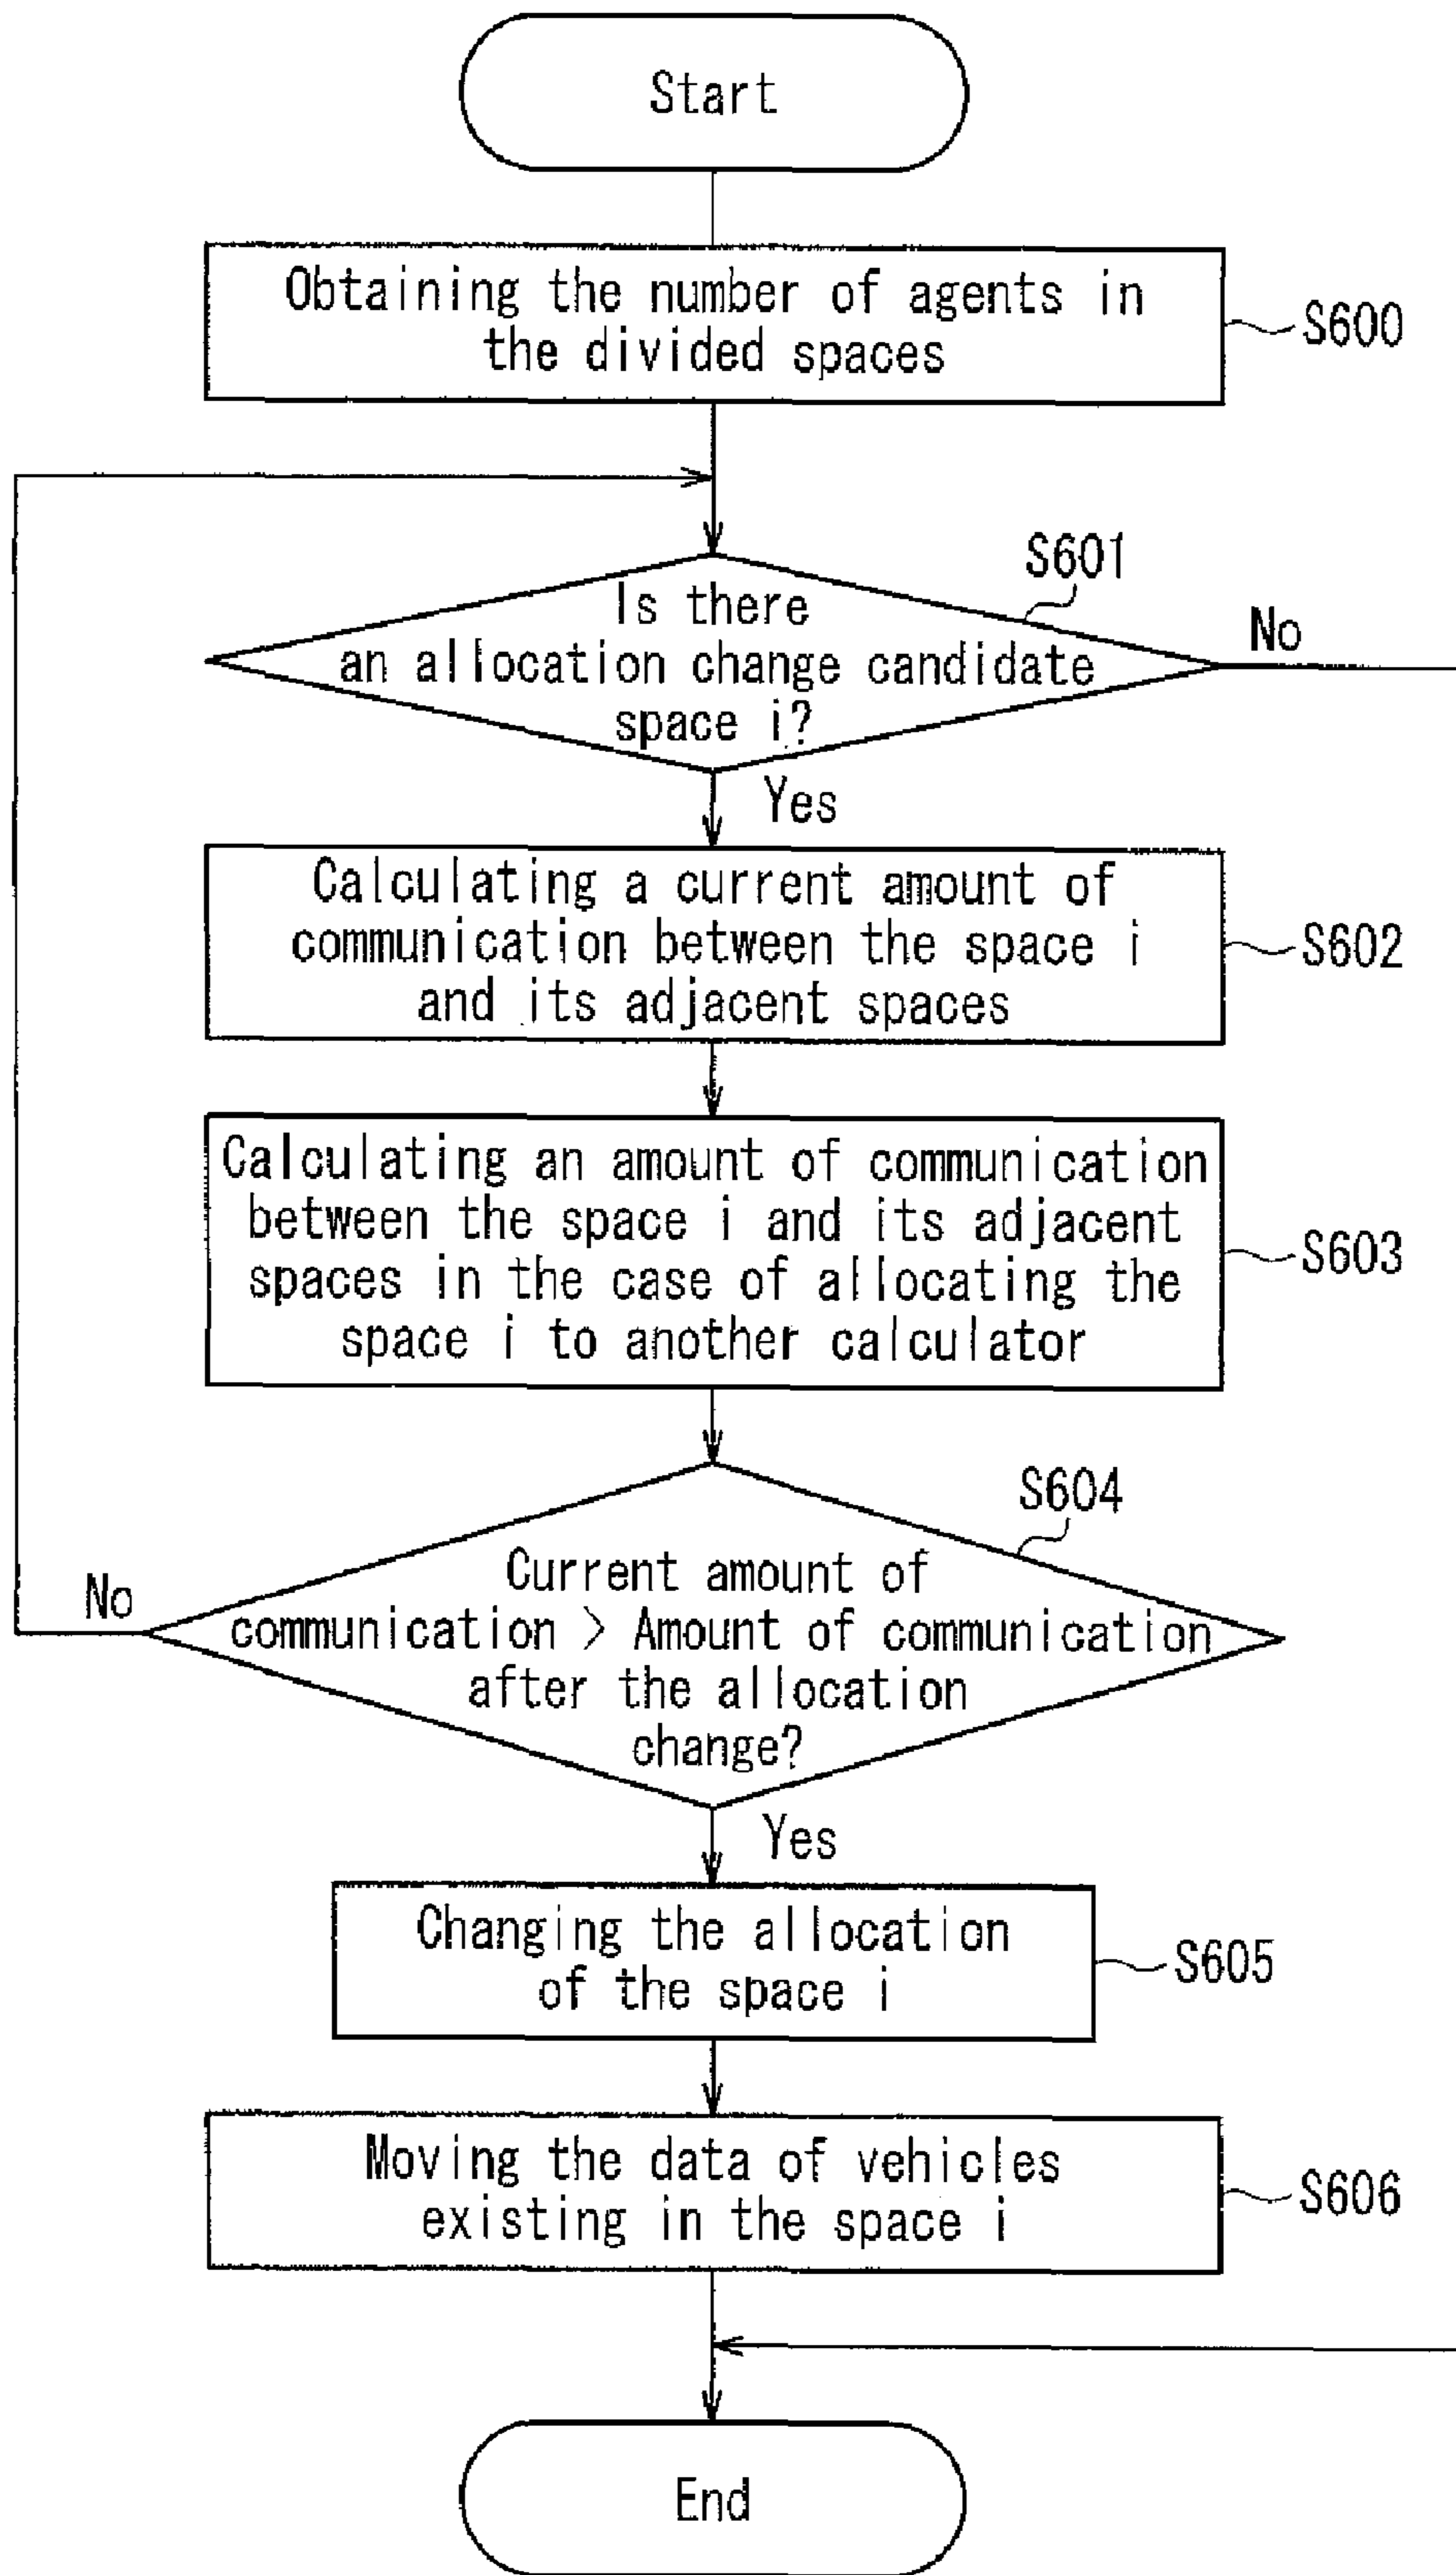 Start
Obtaining the number of agents in
the divided spaces
S600
S601
Is there
an allocation change candidate
space i?
No
Yes
Calculating a current amount of
communication between the space i
and its adjacent spaces
S602
Calculating an amount of communication
between the space i and its adjacent
spaces in the case of allocating the
space i to another calculator
S603
S604
Current amount of
communication > Amount of communication
after the allocation
change?
No
Yes
Changing the allocation
of the space i
S605
Moving the data of vehicles
existing in the space i
S606
End